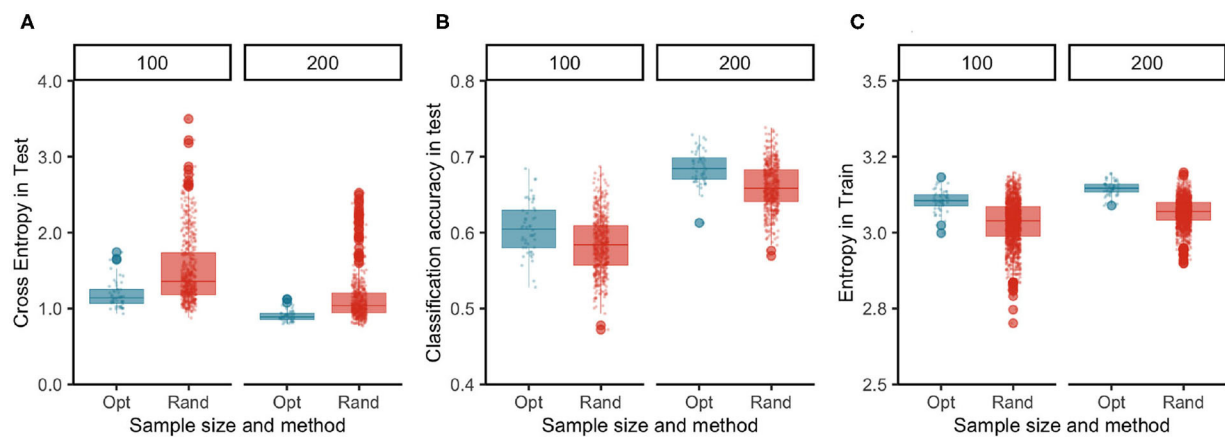 A
100
200
Cross Entropy in Test
4.0
3.0
2.0
1.0
0.0
Opt
Rand
Opt
Rand
Sample size and method
B
100
200
Classification accuracy in test
0.8
0.7
0.6
0.5
0.4
Opt
Rand
Opt
Rand
Sample size and method
C
100
200
Entropy in Train
3.5
3.2
3.0
2.8
2.5
Opt
Rand
Opt
Rand
Sample size and method